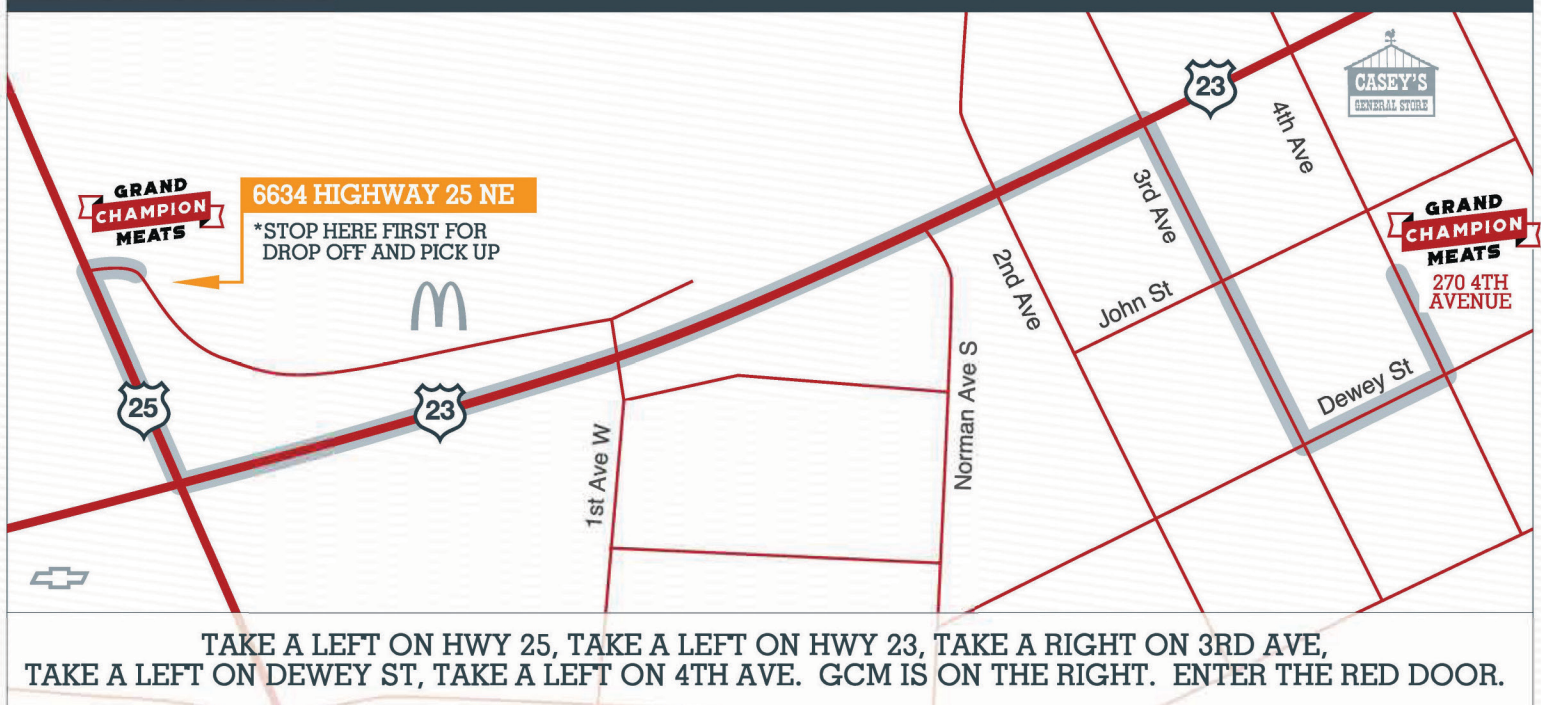 23
CASEY'S
GENERAL STORE
4th Ave
3rd Ave
GRAND
CHAMPION
MEATS
6634 HIGHWAY 25 NE
*STOP HERE FIRST FOR
DROP OFF AND PICK UP
GRAND
CHAMPION
MEATS
270 4TH
AVENUE
2nd Ave
John St
25
23
Dewey St
Norman Ave S
1st Ave W
TAKE A LEFT ON HWY 25, TAKE A LEFT ON HWY 23, TAKE A RIGHT ON 3RD AVE,
TAKE A LEFT ON DEWEY ST, TAKE A LEFT ON 4TH AVE. GCM IS ON THE RIGHT. ENTER THE RED DOOR.